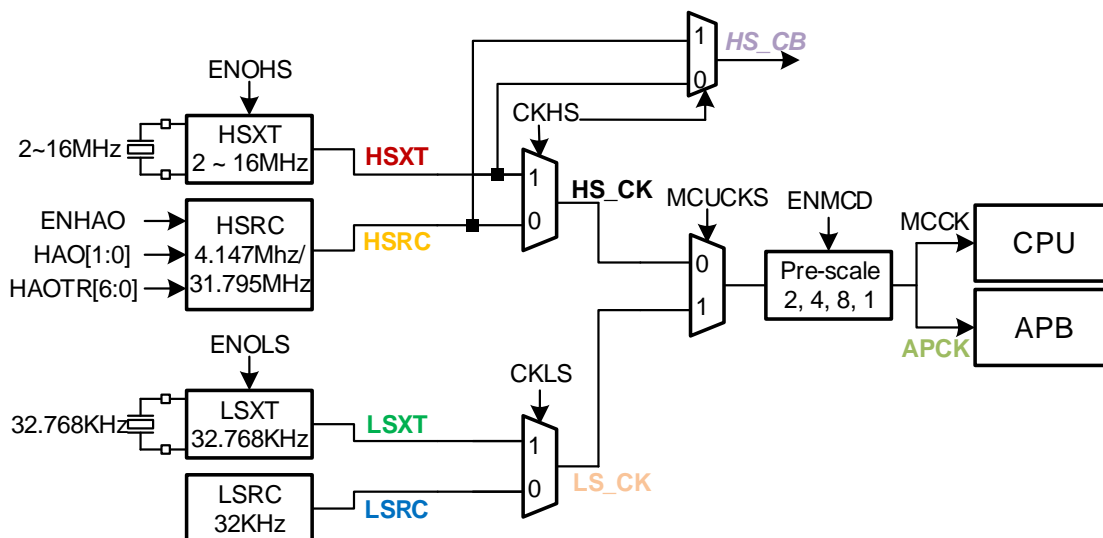 1
HS_CB
0
ENOHS
CKHS
2~16MHz
HSXT
2 ~ 16MHz
HSXT
1
HS_CK
MCUCKS
ENMCD
MCCK
CPU
ENHAO
HAO[1:0]
HAOTR[6:0]
HSRC
4.147Mhz/
31.795MHz
HSRC
0
0
1
Pre-scale
2, 4, 8, 1
APB
APCK
ENOLS
CKLS
32.768KHz
LSXT
32.768KHz
LSXT
1
LS_CK
0
LSRC
32KHz
LSRC